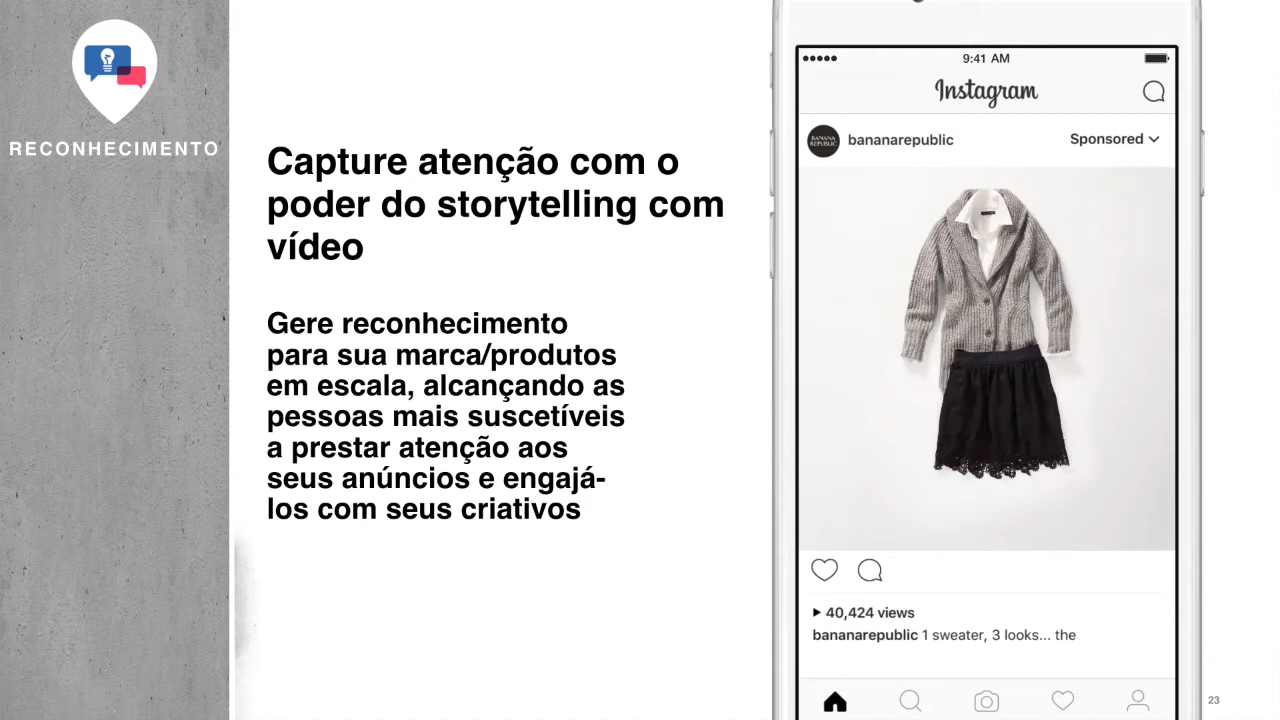 RECONHECIMENTO
Capture atenção com o
poder do storytelling com
vídeo
Gere reconhecimento
para sua marca/produtos
em escala, alcançando as
pessoas mais suscetíveis
a prestar atenção aos
seus anúncios e engajá-
los com seus criativos
9:41 AM
Instagram
BANANA
REPUBLIC
bananarepublic
Sponsored
40,424 views
bananarepublic 1 sweater, 3 looks... the
23